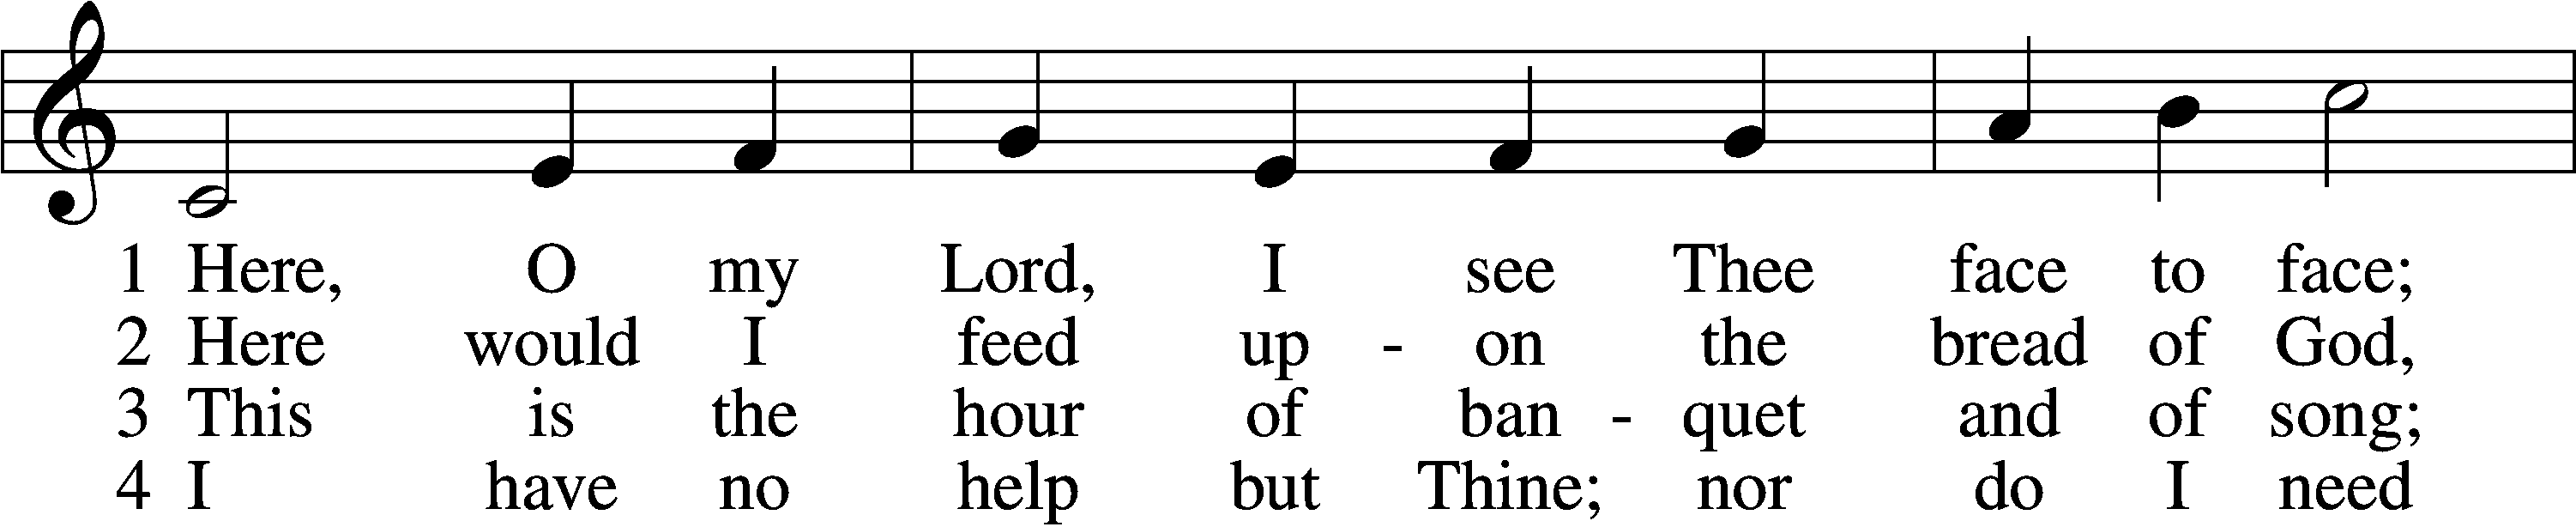 1 Here, O my Lord, I see Thee face to face;
2 Here would I feed up - on the bread of God,
3 This is the hour of ban - quet and of song;
4 I have no help but Thine; nor do I need